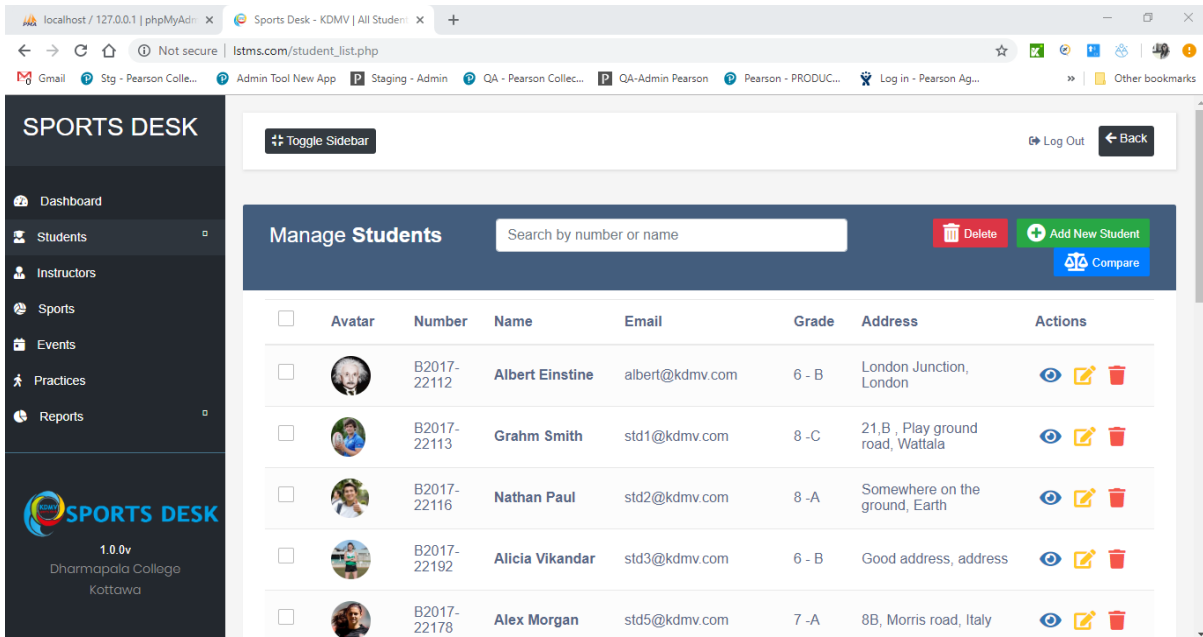 localhost / 127.0.0.1 | phpMyAdn
Sports Desk - KDMV | All Student
Not secure | lstms.com/student_list.php
Gmail Stg - Pearson Colle... Admin Tool New App Staging - Admin QA - Pearson Collec... QA-Admin Pearson Pearson - PRODUC... Log in - Pearson Ag... » Other bookmarks
SPORTS DESK
Dashboard
Students
Instructors
Sports
Events
Practices
Reports
KDMV SPORTS DESK
1.0.0v
Dharmapala College
Kottawa
Toggle Sidebar
Log Out
Back
Manage Students
Search by number or name
Delete
Add New Student
Compare
Avatar Number Name Email Grade Address Actions
B2017-22112 Albert Einstine albert@kdmv.com 6 - B London Junction, London
B2017-22113 Grahm Smith std1@kdmv.com 8 -C 21,B , Play ground road, Wattala
B2017-22116 Nathan Paul std2@kdmv.com 8 -A Somewhere on the ground, Earth
B2017-22192 Alicia Vikandar std3@kdmv.com 6 - B Good address, address
B2017-22178 Alex Morgan std5@kdmv.com 7 -A 8B, Morris road, Italy